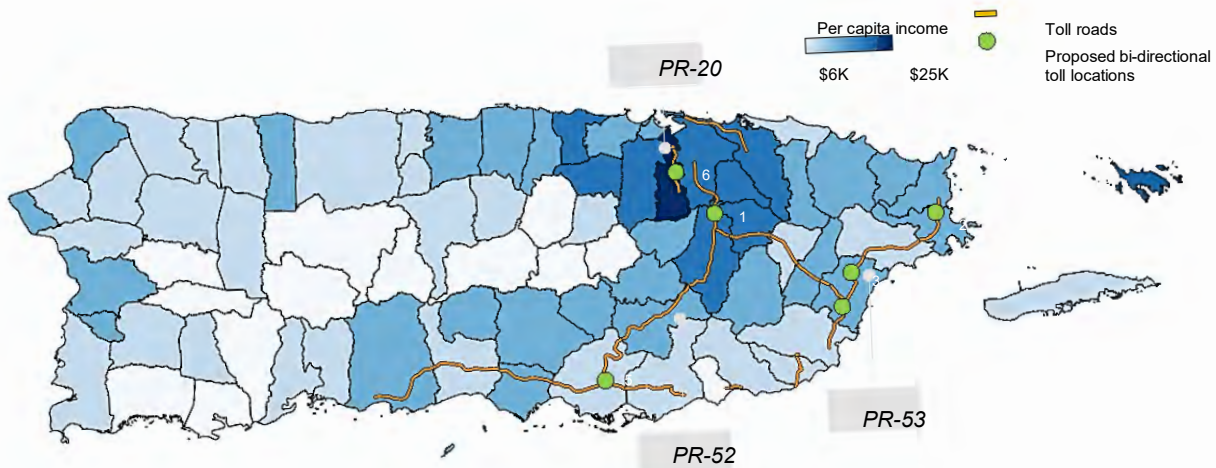 Per capita income
$6K $25K
Toll roads
Proposed bi-directional
toll locations
PR-20
6
1
PR-53
PR-52